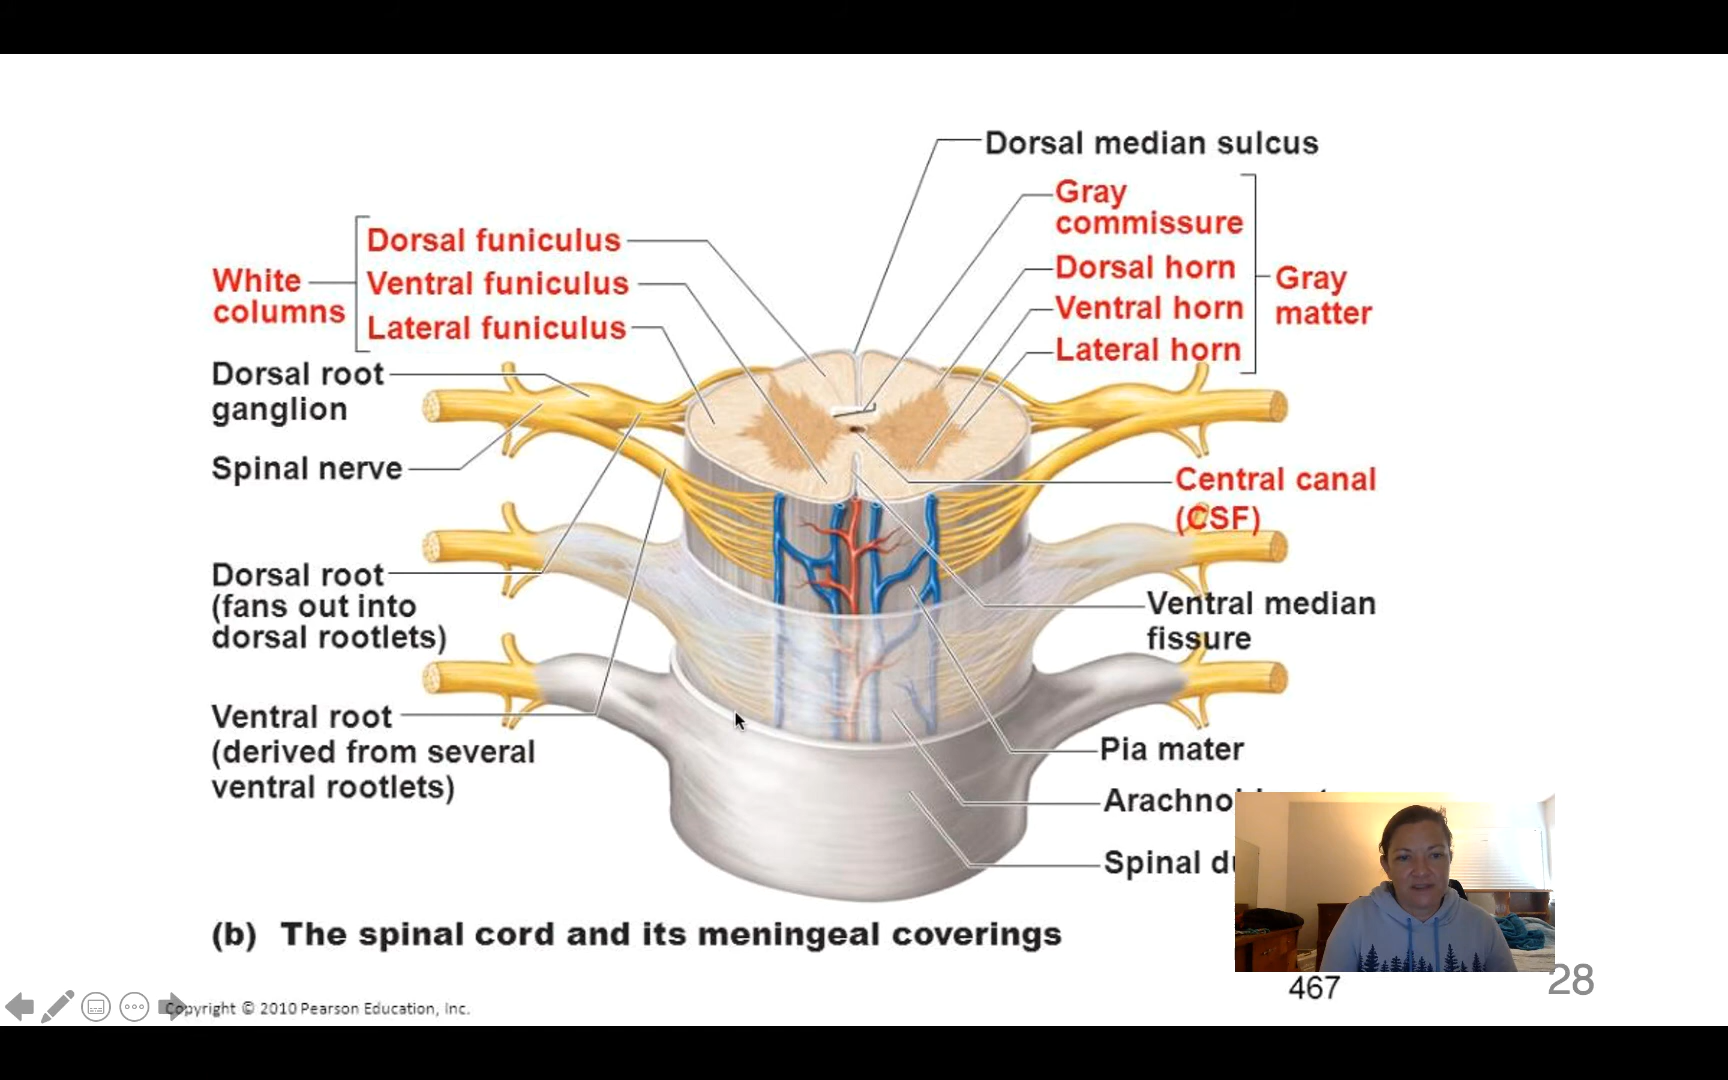 Dorsal median sulcus
Gray
commissure
Dorsal horn
Ventral horn
Lateral horn
Gray
matter
White
columns
Dorsal funiculus
Ventral funiculus
Lateral funiculus
Dorsal root
ganglion
Spinal nerve
Central canal
(CSF)
Dorsal root
(fans out into
dorsal rootlets)
Ventral median
fissure
Ventral root
(derived from several
ventral rootlets)
Pia mater
Spinal
(b) The spinal cord and its meningeal coverings
467
28
Copyright © 2010 Pearson Education, Inc.